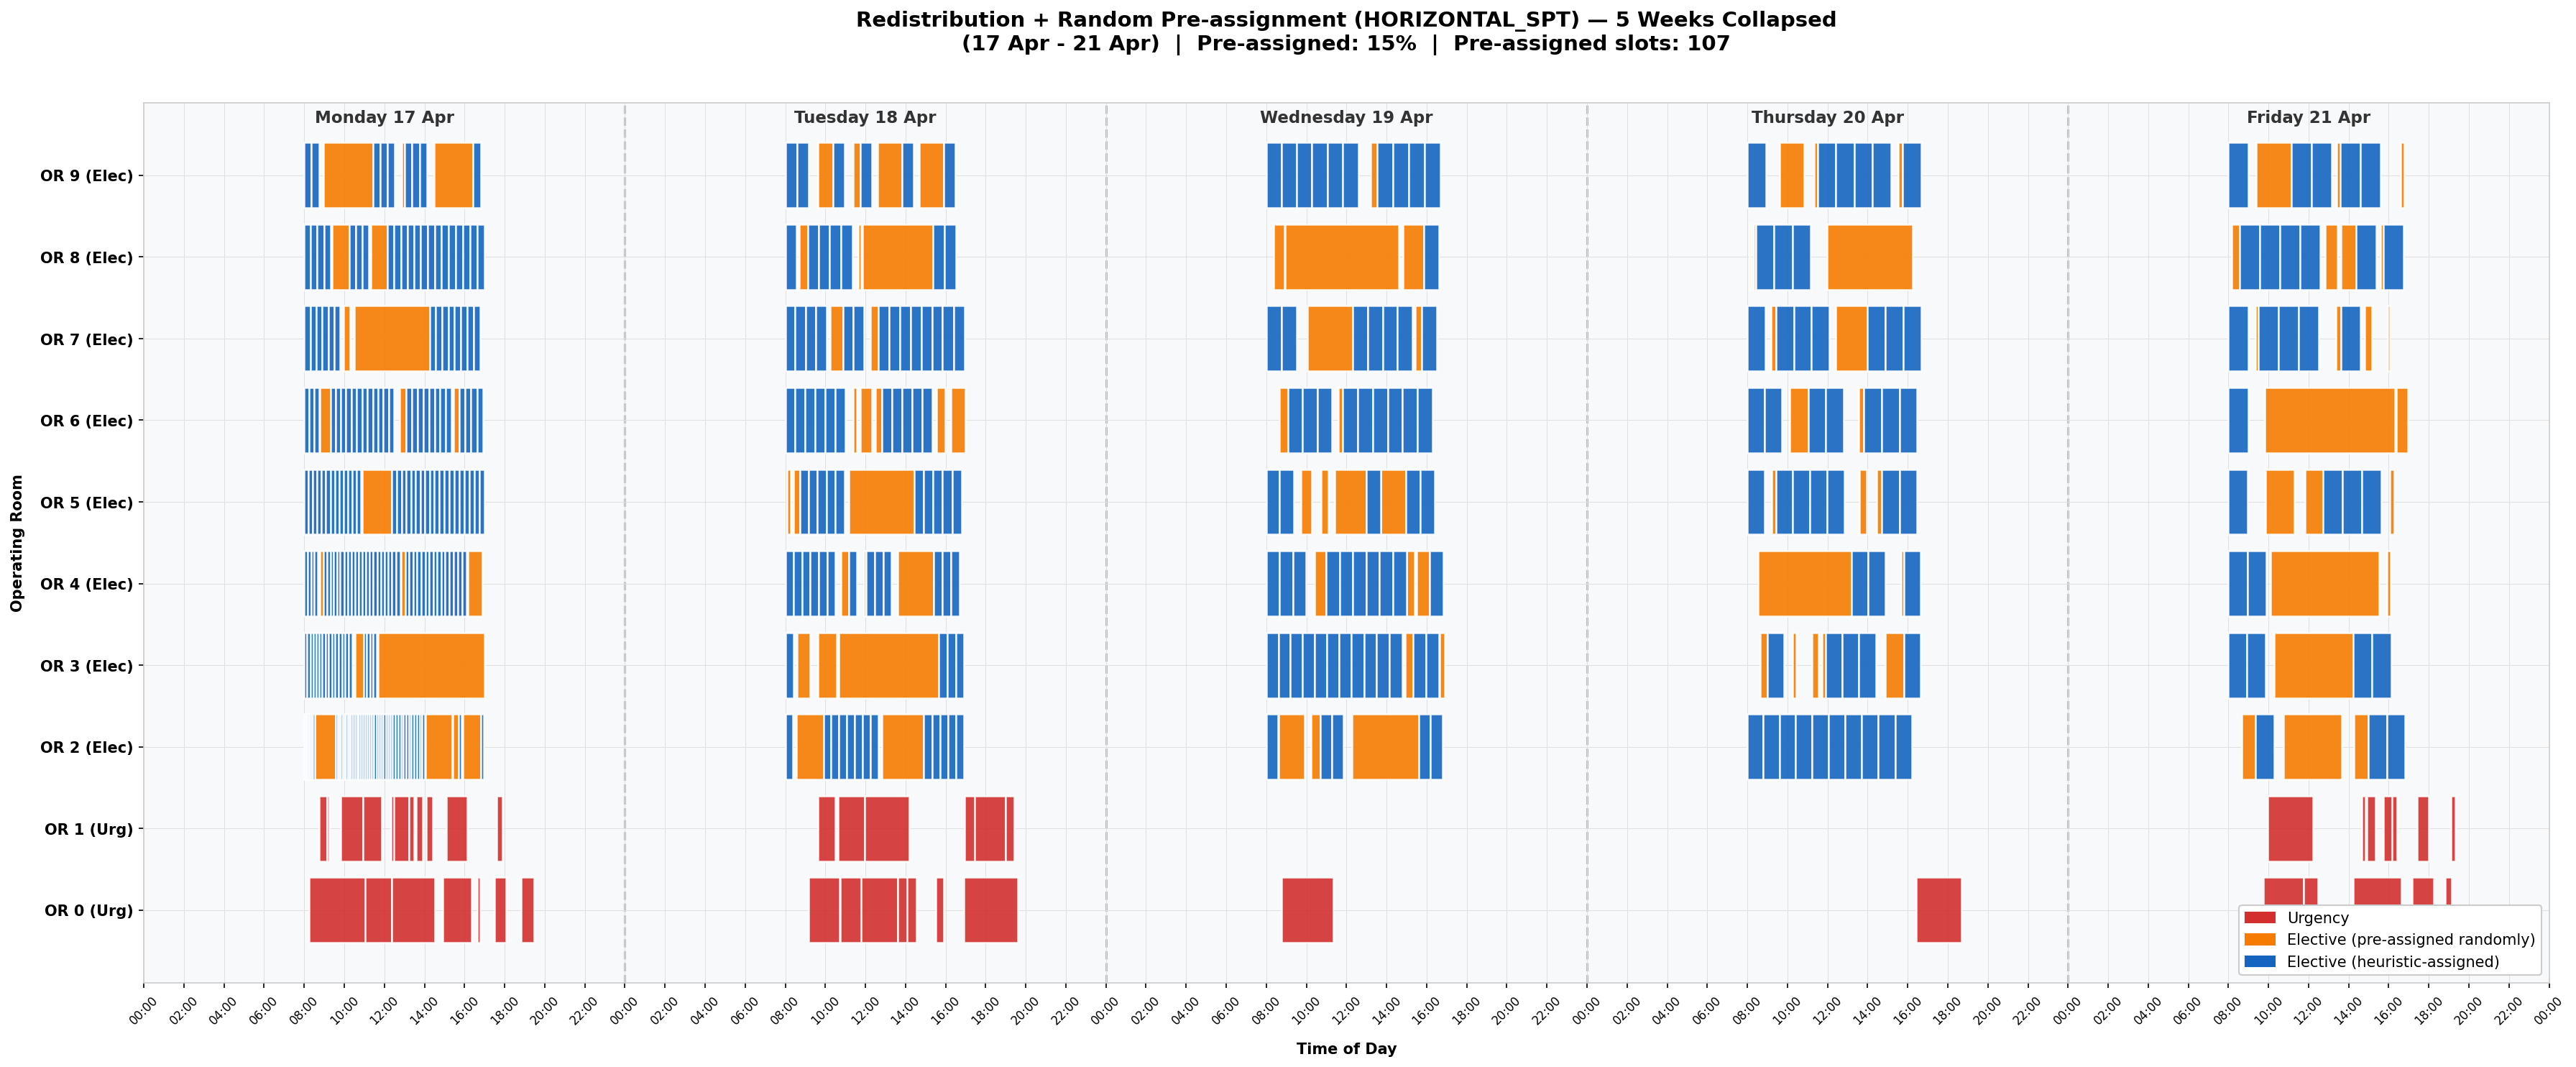 Redistribution + Random Pre-assignment (HORIZONTAL_SPT) — 5 Weeks Collapsed
(17 Apr - 21 Apr)  |  Pre-assigned: 15%  |  Pre-assigned slots: 107
Monday 17 Apr
Tuesday 18 Apr
Wednesday 19 Apr
Thursday 20 Apr
Friday 21 Apr
Operating Room
OR 9 (Elec)
OR 8 (Elec)
OR 7 (Elec)
OR 6 (Elec)
OR 5 (Elec)
OR 4 (Elec)
OR 3 (Elec)
OR 2 (Elec)
OR 1 (Urg)
OR 0 (Urg)
Urgency
Elective (pre-assigned randomly)
Elective (heuristic-assigned)
00:00 02:00 04:00 06:00 08:00 10:00 12:00 14:00 16:00 18:00 20:00 22:00 00:00 02:00 04:00 06:00 08:00 10:00 12:00 14:00 16:00 18:00 20:00 22:00 00:00 02:00 04:00 06:00 08:00 10:00 12:00 14:00 16:00 18:00 20:00 22:00 00:00 02:00 04:00 06:00 08:00 10:00 12:00 14:00 16:00 18:00 20:00 22:00 00:00 02:00 04:00 06:00 08:00 10:00 12:00 14:00 16:00 18:00 20:00 22:00 00:00
Time of Day